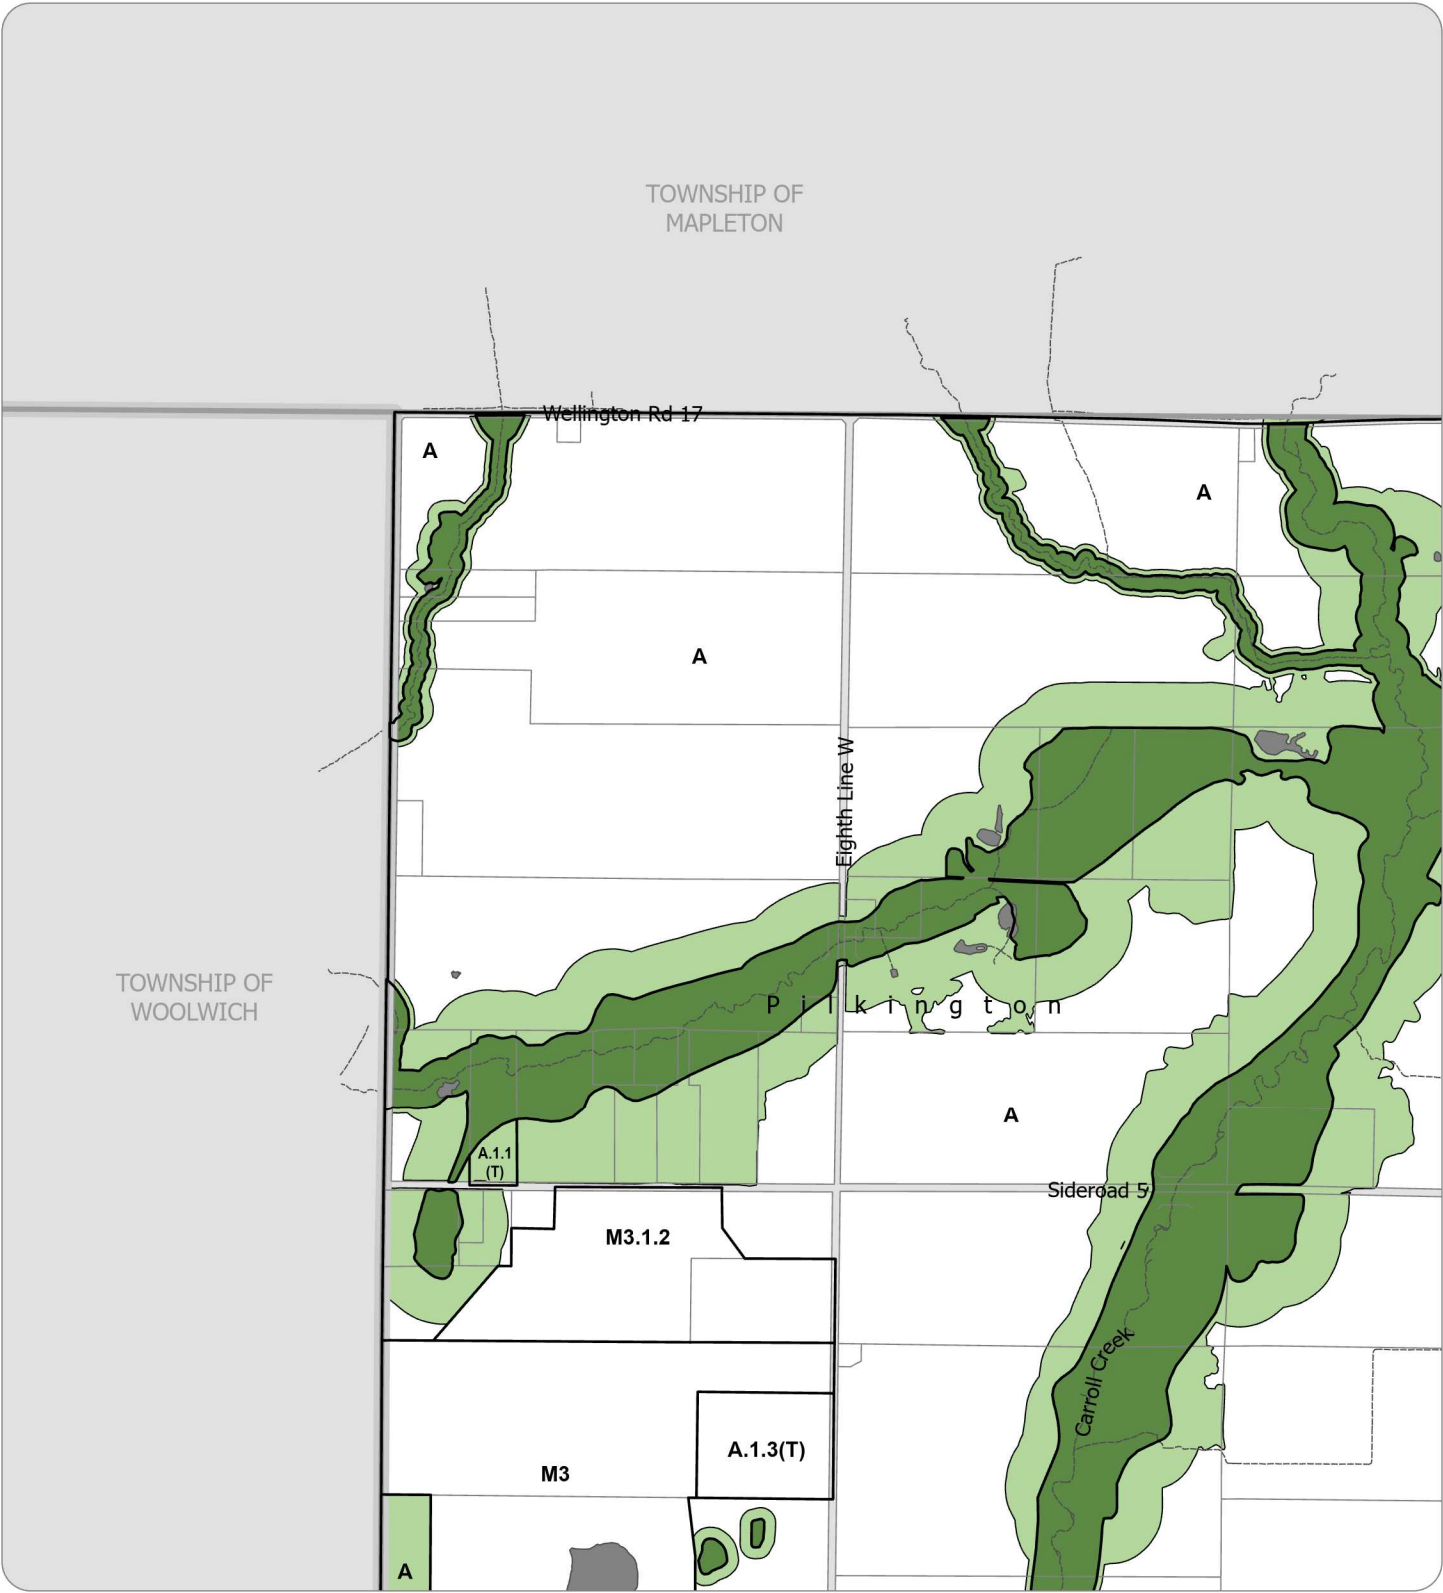 TOWNSHIP OF
MAPLETON
Wellington Rd 17
A
A
A
Eighth Line W
TOWNSHIP OF
WOOLWICH
Pilkington
A
A.1.1
(T)
Sideroad 5
M3.1.2
Carroll Creek
A.1.3(T)
M3
A